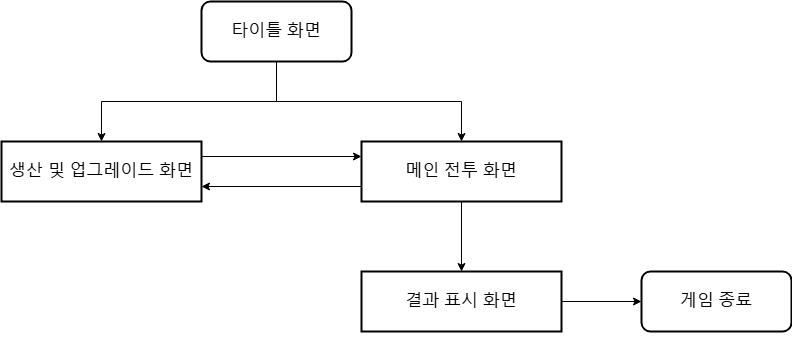 타이틀 화면
생산 및 업그레이드 화면
메인 전투 화면
결과 표시 화면
게임 종료